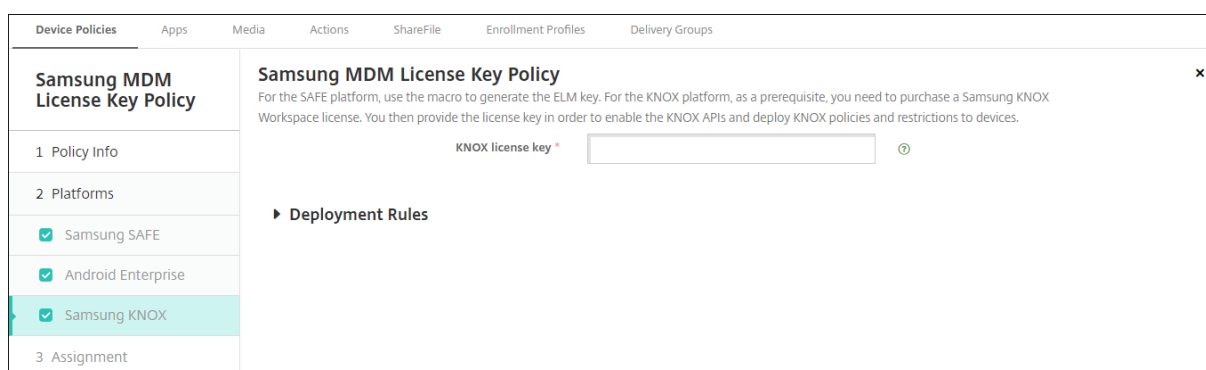 Device Policies Apps Media Actions ShareFile Enrollment Profiles Delivery Groups
Samsung MDM
License Key Policy
1 Policy Info
2 Platforms
Samsung SAFE
Android Enterprise
Samsung KNOX
3 Assignment
Samsung MDM License Key Policy
For the SAFE platform, use the macro to generate the ELM key. For the KNOX platform, as a prerequisite, you need to purchase a Samsung KNOX
Workspace license. You then provide the license key in order to enable the KNOX APIs and deploy KNOX policies and restrictions to devices.
KNOX license key *
Deployment Rules